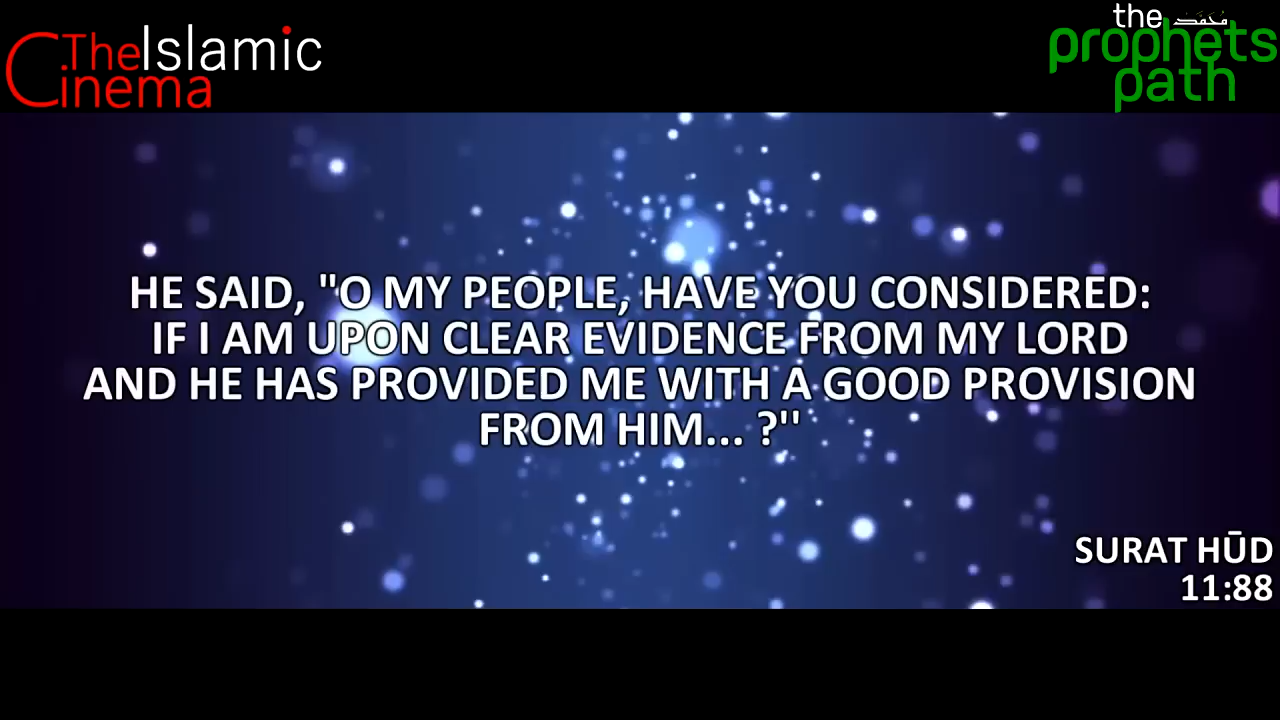 The Islamic
Cinema
the محمد
prophets
path
HE SAID, "O MY PEOPLE, HAVE YOU CONSIDERED:
IF I AM UPON CLEAR EVIDENCE FROM MY LORD
AND HE HAS PROVIDED ME WITH A GOOD PROVISION
FROM HIM... ?''
SURAT HŪD
11:88